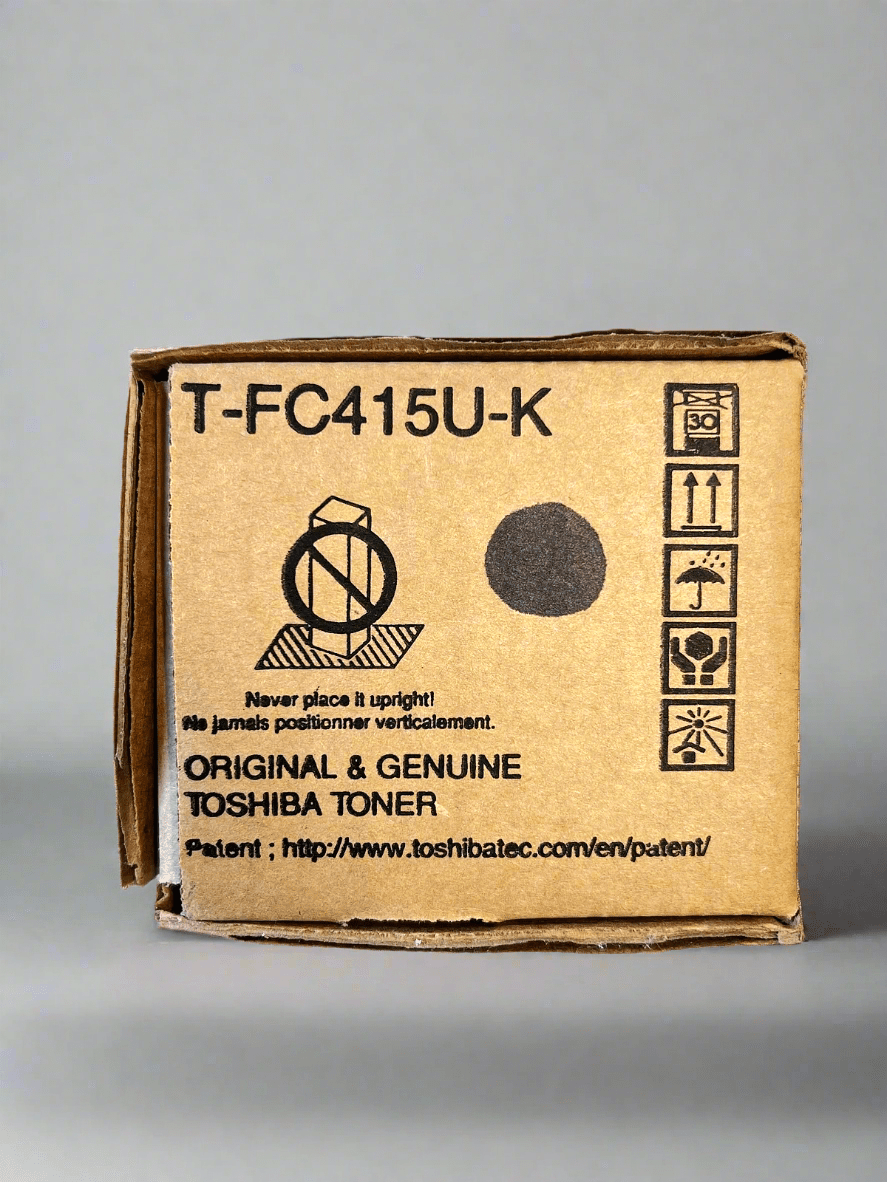 T-FC415U-K
30
Never place it upright!
Ne jamais positionner verticalement.
ORIGINAL & GENUINE
TOSHIBA TONER
Patent ; http://www.toshibatec.com/en/patent/